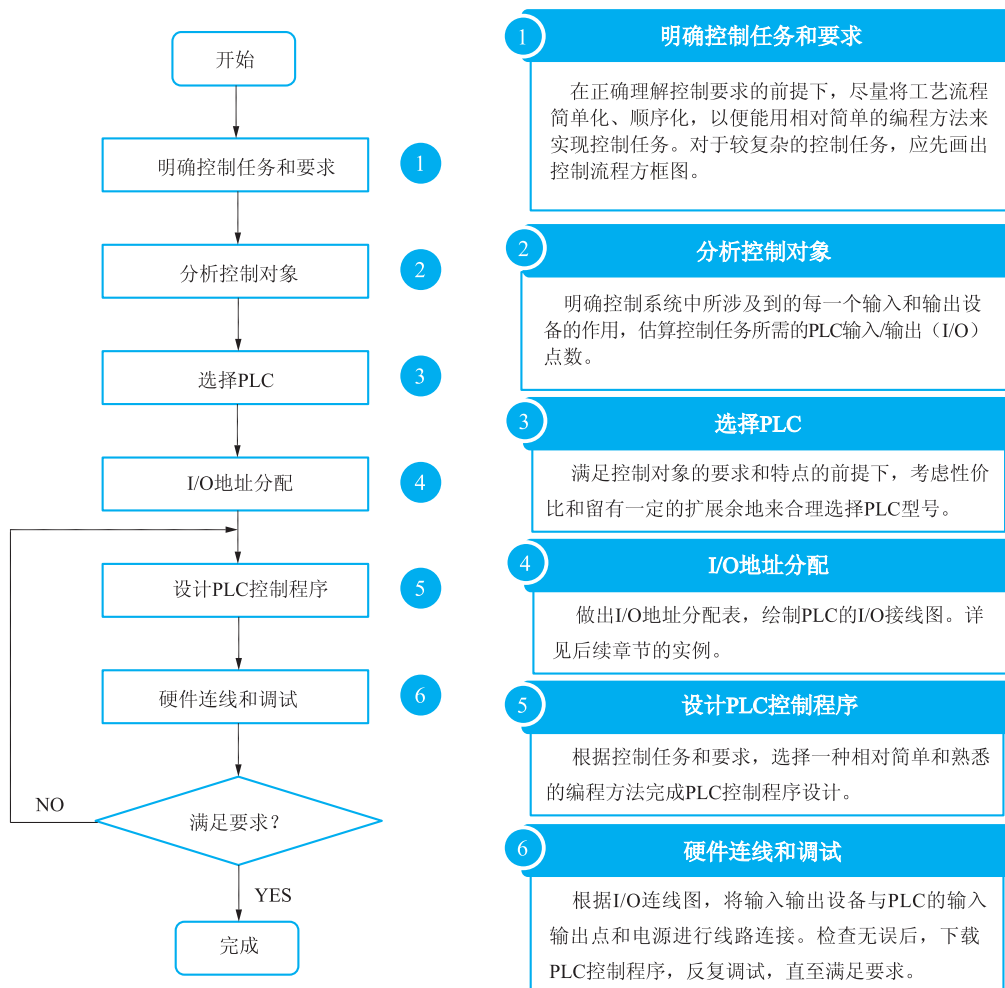 开始
明确控制任务和要求
1
分析控制对象
2
选择PLC
3
I/O地址分配
4
设计PLC控制程序
5
硬件连线和调试
6
满足要求？
NO
YES
完成
1
明确控制任务和要求
在正确理解控制要求的前提下，尽量将工艺流程
简单化、顺序化，以便能用相对简单的编程方法来
实现控制任务。对于较复杂的控制任务，应先画出
控制流程方框图。
2
分析控制对象
明确控制系统中所涉及到的每一个输入和输出设
备的作用，估算控制任务所需的PLC输入/输出（I/O）
点数。
3
选择PLC
满足控制对象的要求和特点的前提下，考虑性价
比和留有一定的扩展余地来合理选择PLC型号。
4
I/O地址分配
做出I/O地址分配表，绘制PLC的I/O接线图。详
见后续章节的实例。
5
设计PLC控制程序
根据控制任务和要求，选择一种相对简单和熟悉
的编程方法完成PLC控制程序设计。
6
硬件连线和调试
根据I/O连线图，将输入输出设备与PLC的输入
输出点和电源进行线路连接。检查无误后，下载
PLC控制程序，反复调试，直至满足要求。